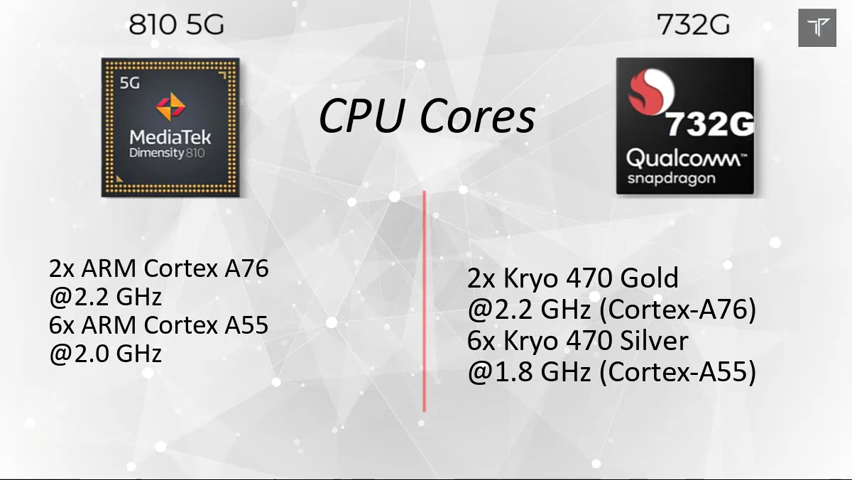 810 5G
732G
5G
MediaTek
Dimensity 810
CPU Cores
732G
Qualcomm™
snapdragon
2x ARM Cortex A76
@2.2 GHz
6x ARM Cortex A55
@2.0 GHz
2x Kryo 470 Gold
@2.2 GHz (Cortex-A76)
6x Kryo 470 Silver
@1.8 GHz (Cortex-A55)